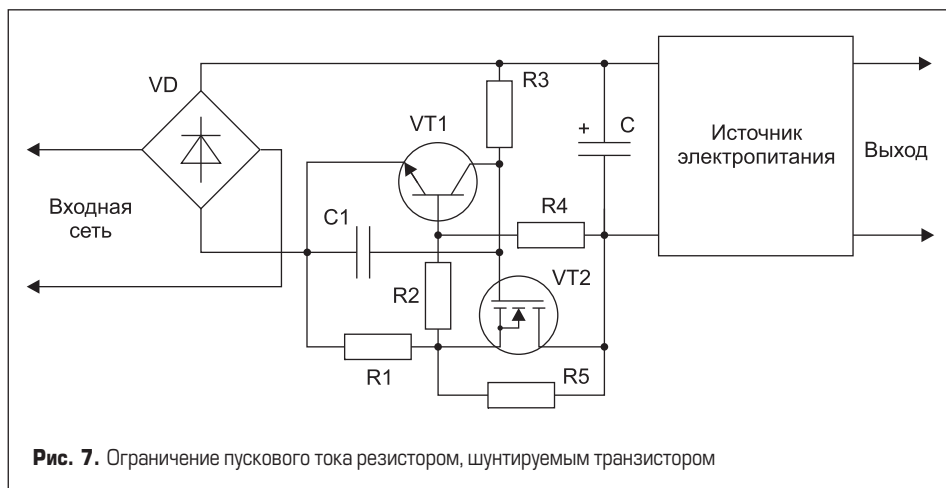 VD
R3
VT1
+
C
Источник
электропитания
Выход
Входная
сеть
C1
R4
R2
VT2
R1
R5
Рис. 7. Ограничение пускового тока резистором, шунтируемым транзистором